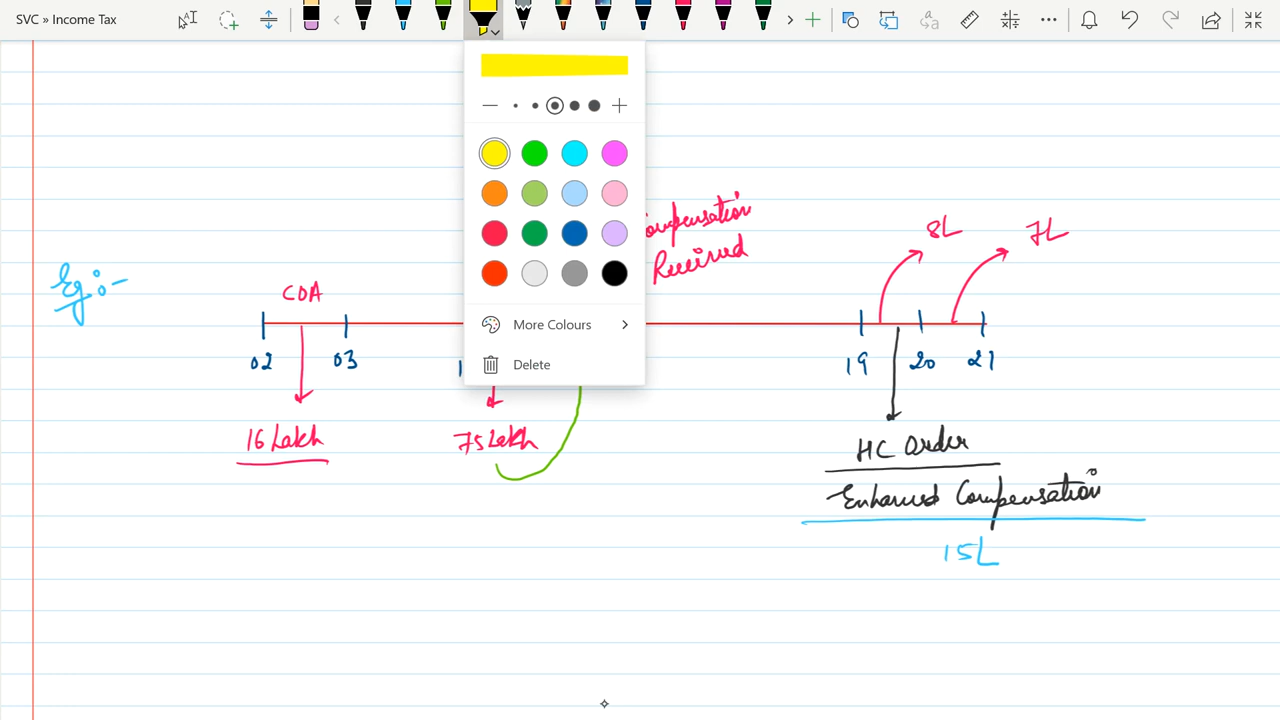 SVC » Income Tax
ompensation
Received
8L
7L
Eg:-
COA
02
03
19
20
21
More Colours
Delete
16 Lakh
75 Lakh
HC Order
Enhanced Compensation
15L